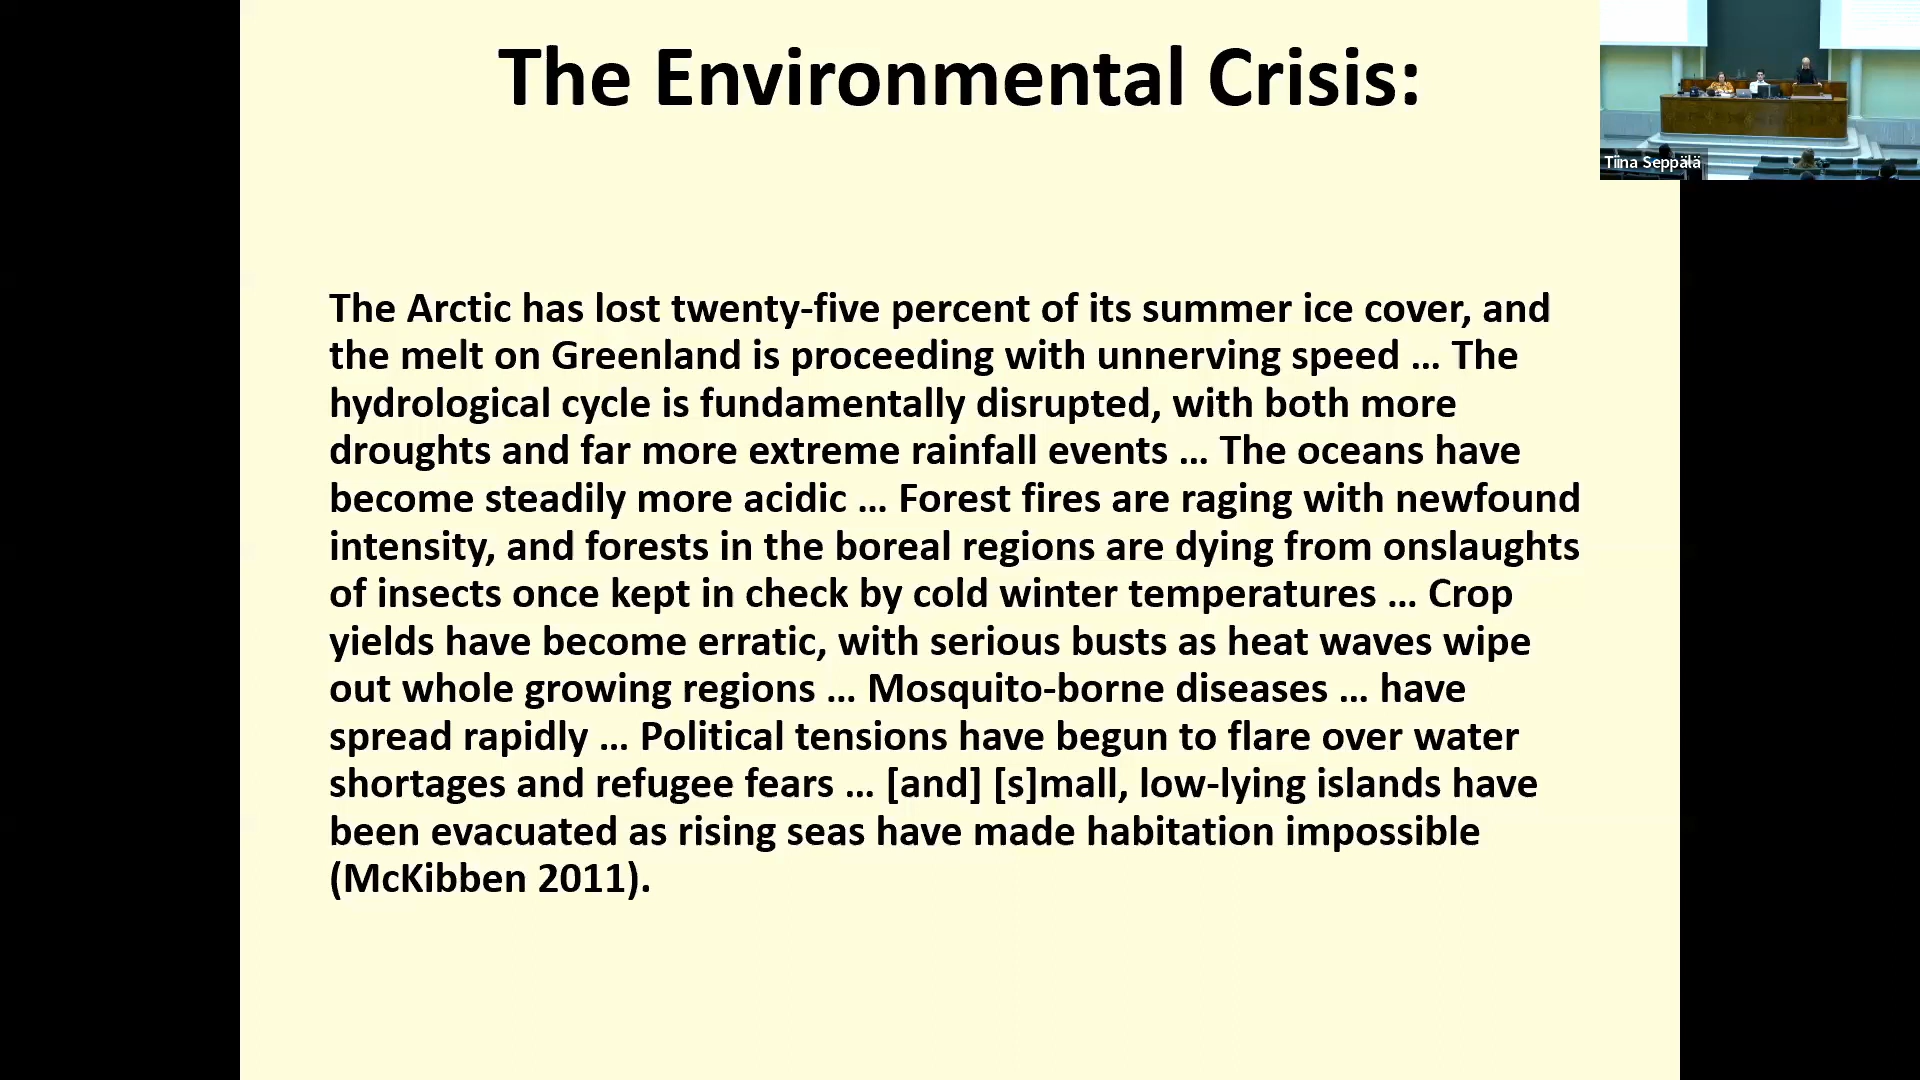 The Environmental Crisis:
Tiina Seppälä
The Arctic has lost twenty-five percent of its summer ice cover, and
the melt on Greenland is proceeding with unnerving speed … The
hydrological cycle is fundamentally disrupted, with both more
droughts and far more extreme rainfall events … The oceans have
become steadily more acidic … Forest fires are raging with newfound
intensity, and forests in the boreal regions are dying from onslaughts
of insects once kept in check by cold winter temperatures … Crop
yields have become erratic, with serious busts as heat waves wipe
out whole growing regions … Mosquito-borne diseases … have
spread rapidly … Political tensions have begun to flare over water
shortages and refugee fears … [and] [s]mall, low-lying islands have
been evacuated as rising seas have made habitation impossible
(McKibben 2011).